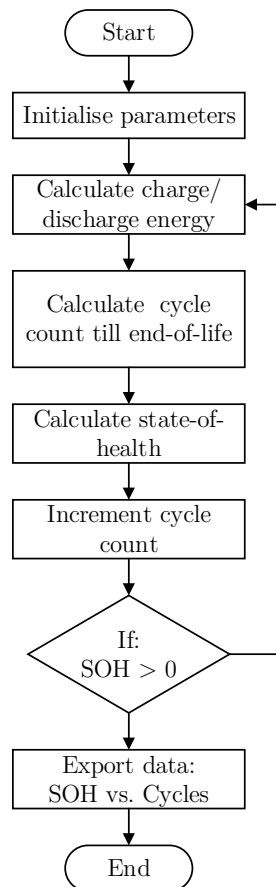 Start
Initialise parameters
Calculate charge/
discharge energy
Calculate cycle
count till end-of-life
Calculate state-of-
health
Increment cycle
count
If:
SOH > 0
Export data:
SOH vs. Cycles
End